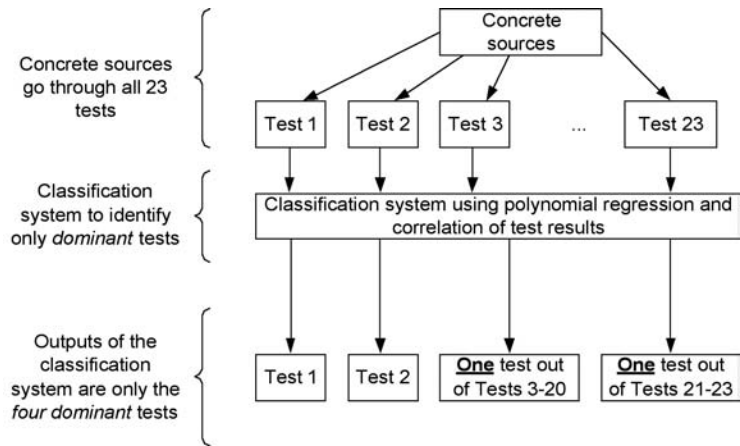 Concrete sources
go through all 23
tests
Concrete
sources
Test 1
Test 2
Test 3
...
Test 23
Classification
system to identify
only dominant tests
Classification system using polynomial regression and
correlation of test results
Outputs of the
classification
system are only the
four dominant tests
Test 1
Test 2
One test out
of Tests 3-20
One test out
of Tests 21-23